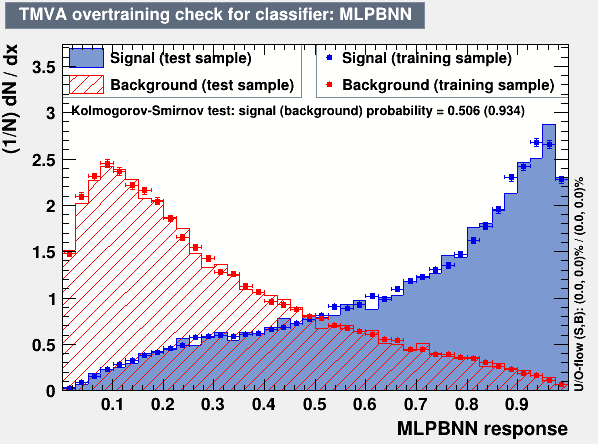 TMVA overtraining check for classifier: MLPBNN
Signal (test sample)
Background (test sample)
Signal (training sample)
Background (training sample)
Kolmogorov-Smirnov test: signal (background) probability = 0.506 (0.934)
(1/N) dN / dx
3.5
3
2.5
2
1.5
1
0.5
0
0.1 0.2 0.3 0.4 0.5 0.6 0.7 0.8 0.9
MLPBNN response
U/O-flow (S,B): (0.0, 0.0)% / (0.0, 0.0)%